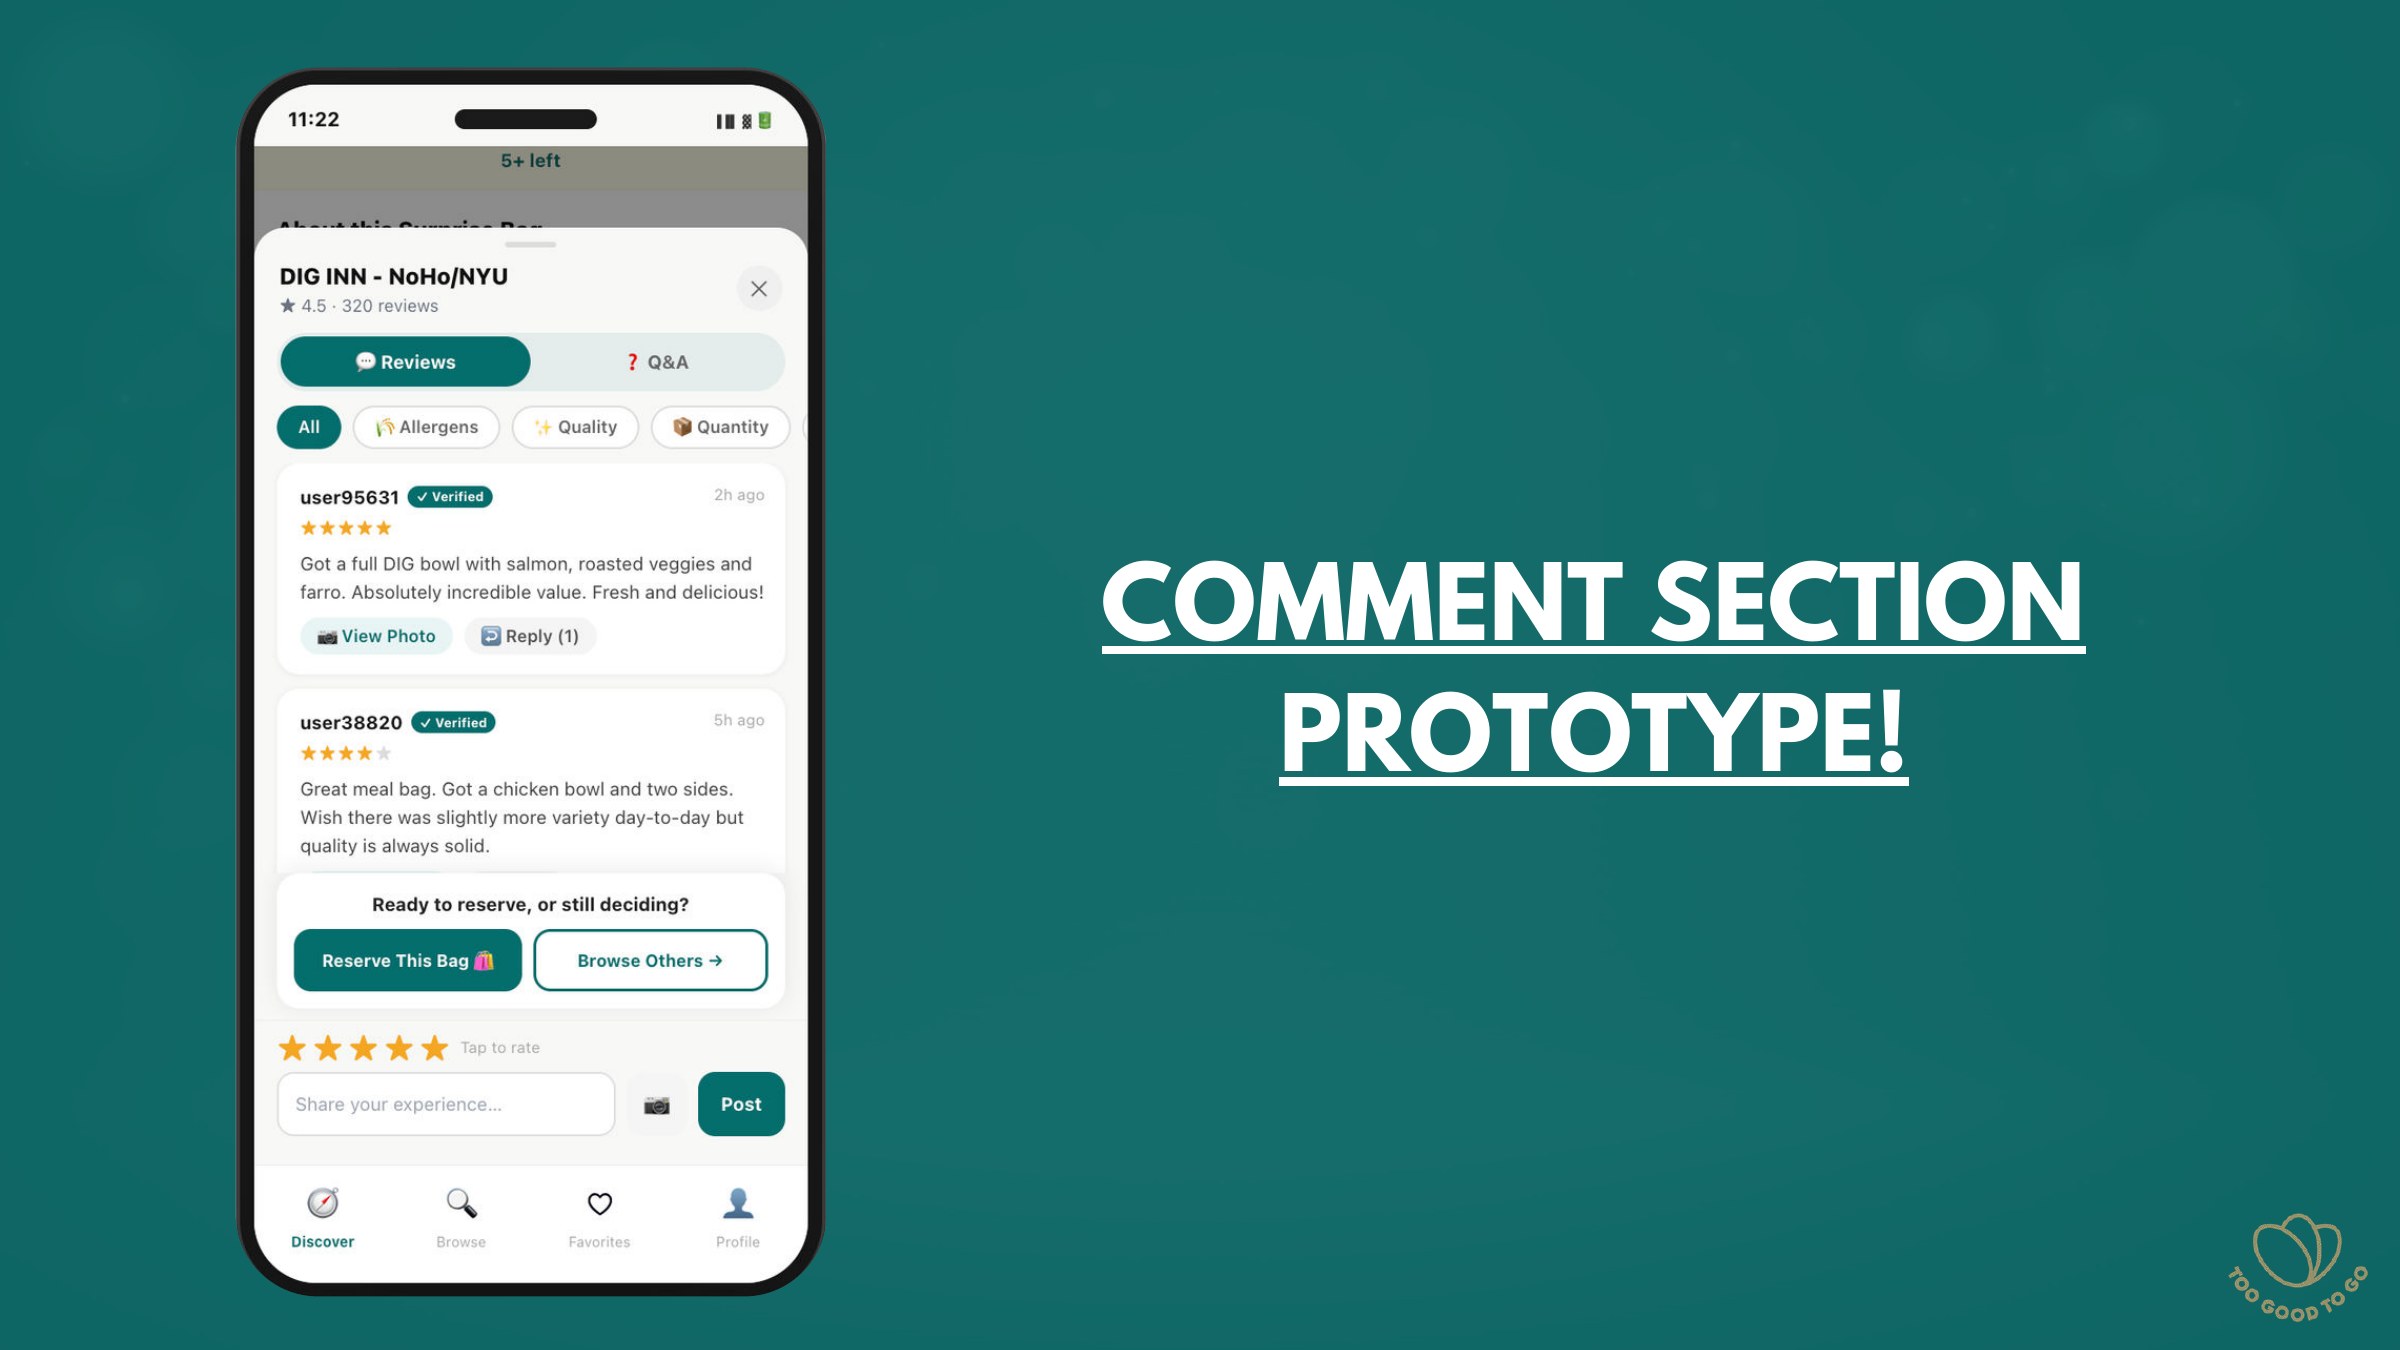 11:22
5+ left
About this Surprise Bag
DIG INN - NoHo/NYU
★ 4.5 · 320 reviews
Reviews
Q&A
All
Allergens
Quality
Quantity
user95631
✓ Verified
2h ago
Got a full DIG bowl with salmon, roasted veggies and
farro. Absolutely incredible value. Fresh and delicious!
View Photo
Reply (1)
user38820
✓ Verified
5h ago
Great meal bag. Got a chicken bowl and two sides.
Wish there was slightly more variety day-to-day but
quality is always solid.
Ready to reserve, or still deciding?
Reserve This Bag
Browse Others →
Tap to rate
Share your experience...
Post
Discover
Browse
Favorites
Profile
COMMENT SECTION
PROTOTYPE!
TOO GOOD TO GO